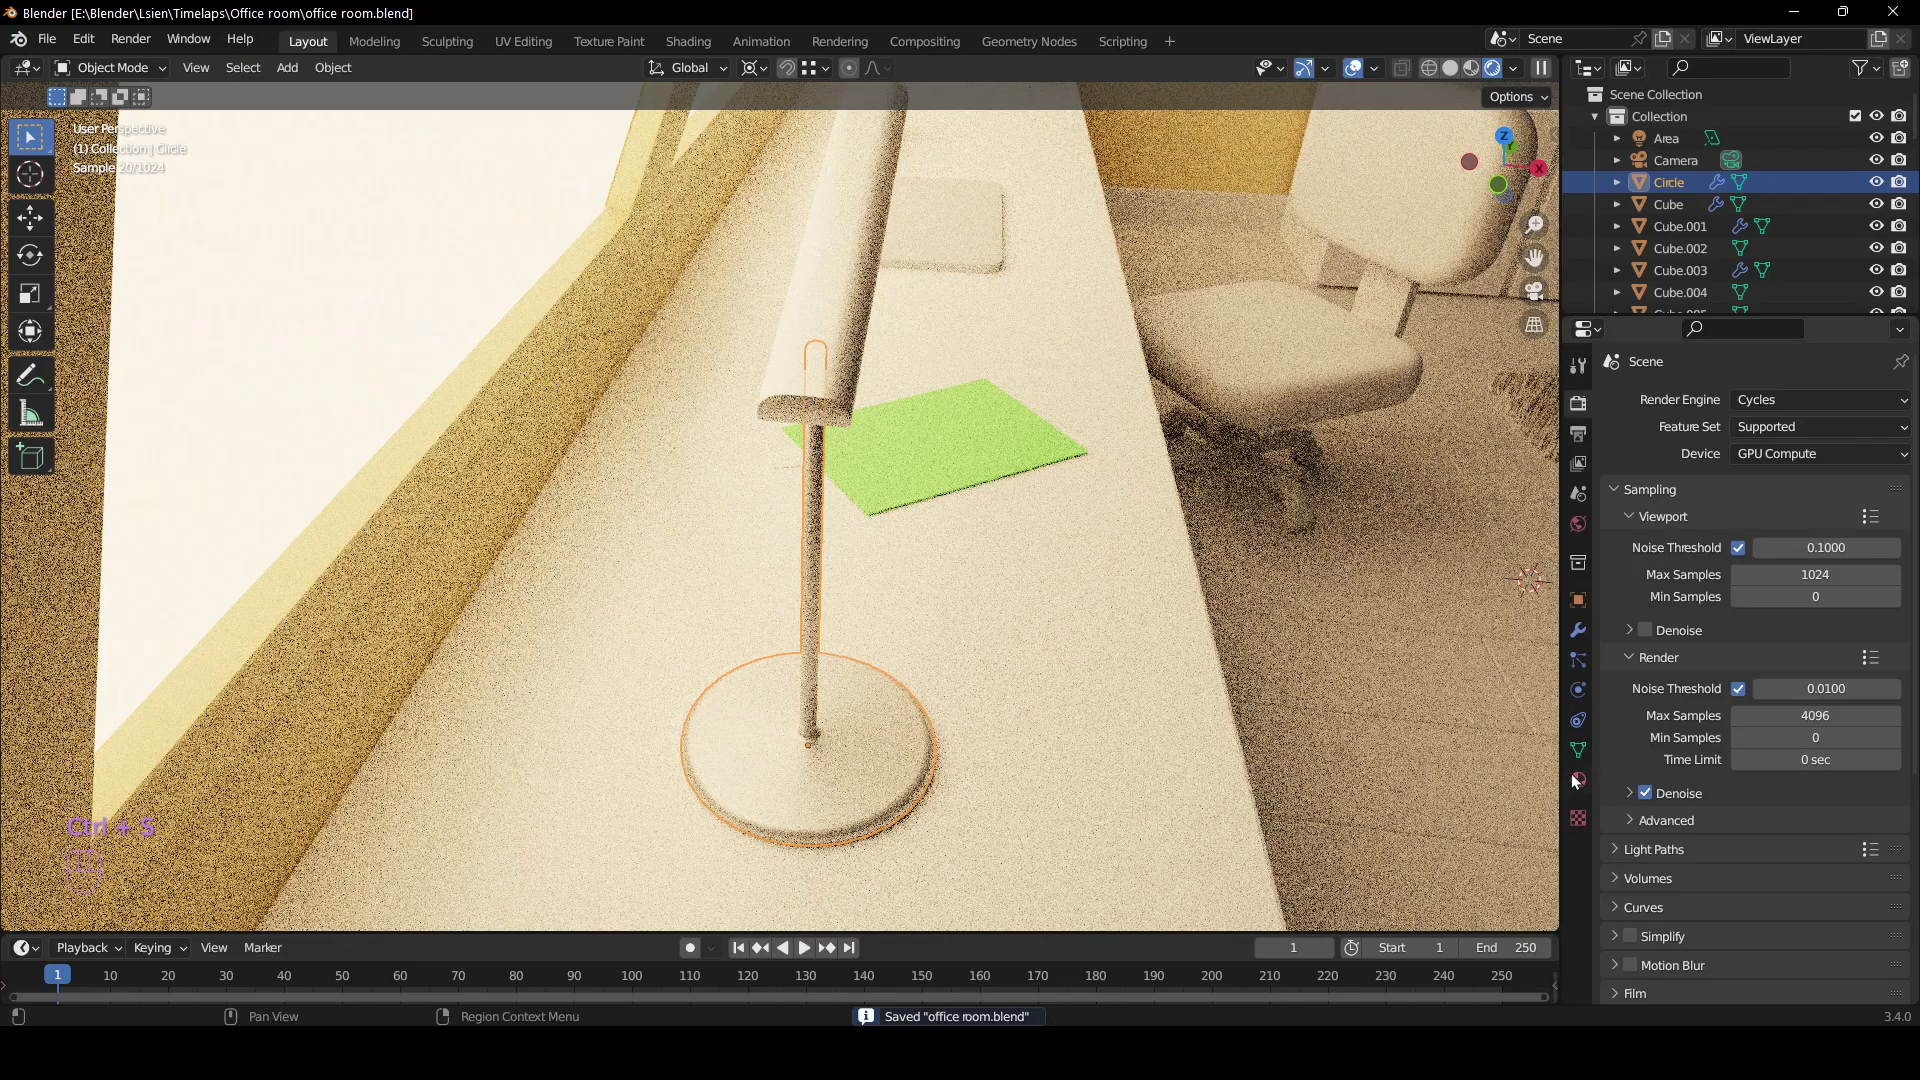 Blender [E:\Blender\Lsien\Timelaps\Office room\office room.blend]
File Edit Render Window Help Layout Modeling Sculpting UV Editing Texture Paint Shading Animation Rendering Compositing Geometry Nodes Scripting + Scene ViewLayer
Object Mode View Select Add Object Global
Options
User Perspective
(1) Collection | Circle
Sample 20/1024
Z
Y
X
Scene Collection
Collection
Area
Camera
Circle
Cube
Cube.001
Cube.002
Cube.003
Cube.004
Cube.005
Scene
Render Engine Cycles
Feature Set Supported
Device GPU Compute
Sampling
Viewport
Noise Threshold 0.1000
Max Samples 1024
Min Samples 0
Denoise
Render
Noise Threshold 0.0100
Max Samples 4096
Min Samples 0
Time Limit 0 sec
Denoise
Advanced
Light Paths
Volumes
Curves
Simplify
Motion Blur
Film
Ctrl + S
Playback Keying View Marker 1 Start 1 End 250
1 10 20 30 40 50 60 70 80 90 100 110 120 130 140 150 160 170 180 190 200 210 220 230 240 250
Pan View Region Context Menu Saved "office room.blend" 3.4.0